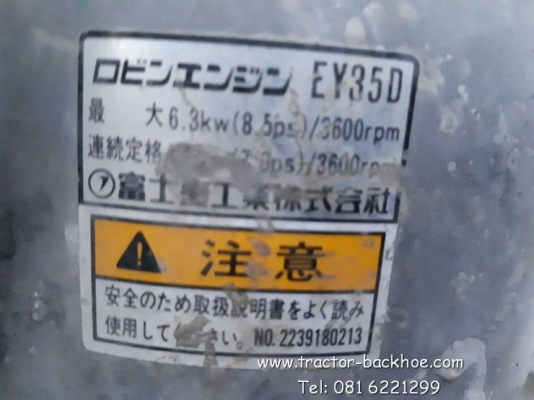 ロビンエンジン EY35D
最 大6.3kw(8.5ps)/3600rpm
連続定格 /3600rpm
富士重工業株式会社
注意
安全のため取扱説明書をよく読み
使用して さい。NO.2239180213
www.tractor-backhoe.com
Tel: 081 6221299